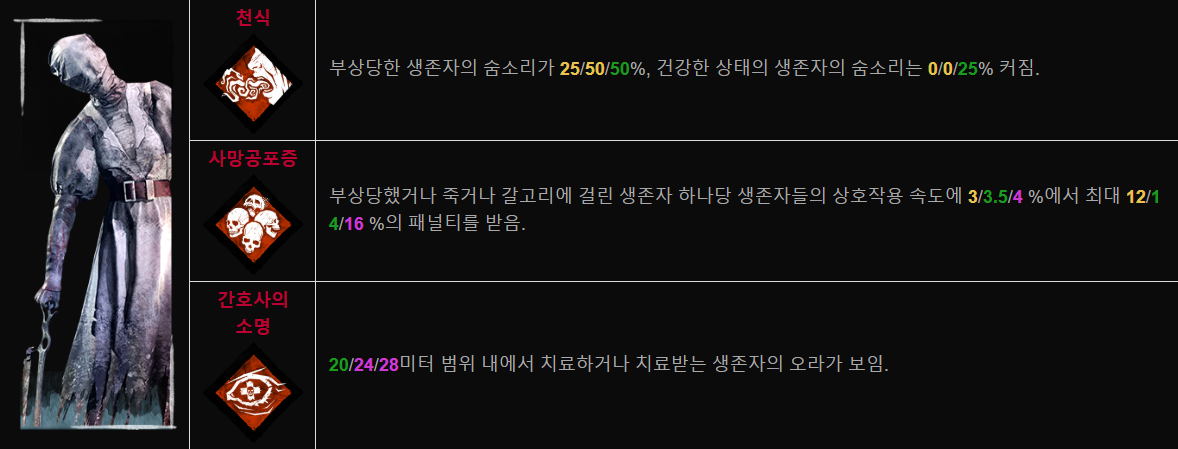 천식
부상당한 생존자의 숨소리가 25/50/50%, 건강한 상태의 생존자의 숨소리는 0/0/25% 커짐.
사망공포증
부상당했거나 죽거나 갈고리에 걸린 생존자 하나당 생존자들의 상호작용 속도에 3/3.5/4 %에서 최대 12/1
4/16 %의 패널티를 받음.
간호사의
소명
20/24/28미터 범위 내에서 치료하거나 치료받는 생존자의 오라가 보임.